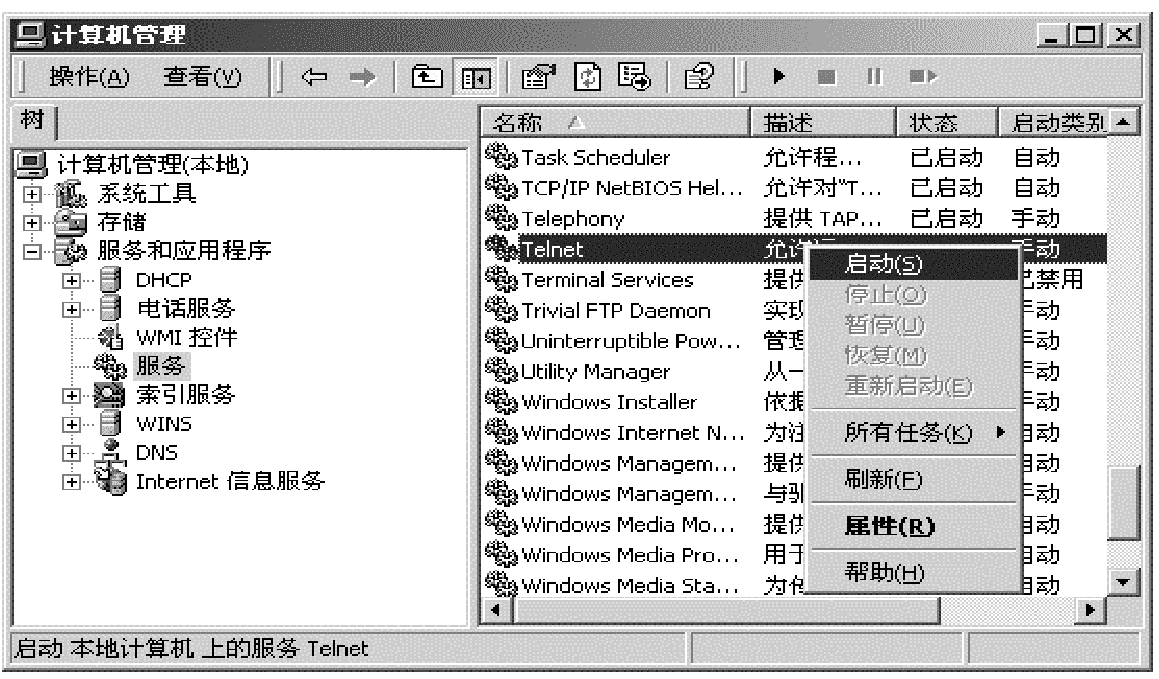 计算机管理
操作(A) 查看(V)
树
名称 描述 状态 启动类别
计算机管理(本地)
系统工具
存储
服务和应用程序
DHCP
电话服务
WMI 控件
服务
索引服务
WINS
DNS
Internet 信息服务
Task Scheduler 允许程... 已启动 自动
TCP/IP NetBIOS Hel... 允许对"T... 已启动 自动
Telephony 提供 TAP... 已启动 手动
Telnet 手动
Terminal Services 提供 已禁用
Trivial FTP Daemon 实现 手动
Uninterruptible Pow... 管理 手动
Utility Manager 从一 手动
Windows Installer 依据 手动
Windows Internet N... 为注 自动
Windows Managem... 提供 自动
Windows Managem... 与驱 手动
Windows Media Mo... 提供 自动
Windows Media Pro... 用于 自动
Windows Media Sta... 为传 自动
启动(S)
停止(O)
暂停(U)
恢复(M)
重新启动(E)
所有任务(K)
刷新(F)
属性(R)
帮助(H)
启动 本地计算机 上的服务 Telnet